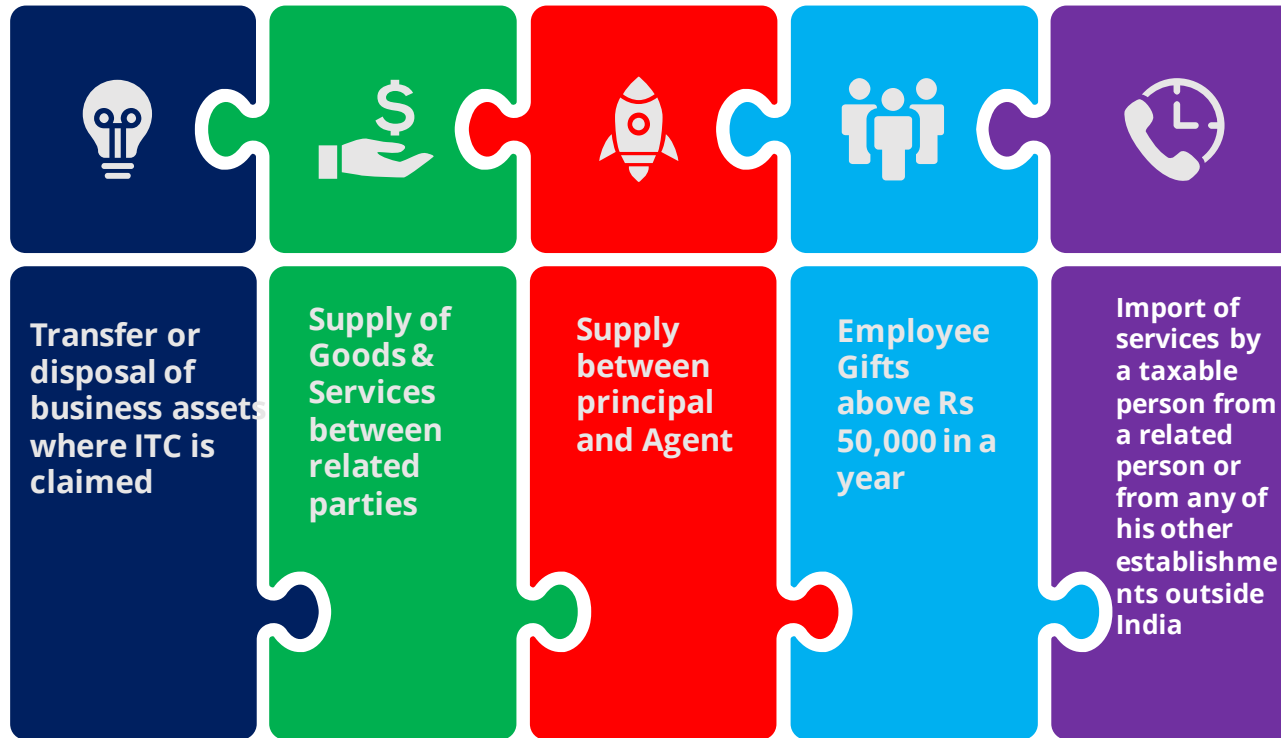 Transfer or
disposal of
business assets
where ITC is
claimed
Supply of
Goods &
Services
between
related
parties
Supply
between
principal
and Agent
Employee
Gifts
above Rs
50,000 in a
year
Import of
services by
a taxable
person from
a related
person or
from any of
his other
establishme
nts outside
India